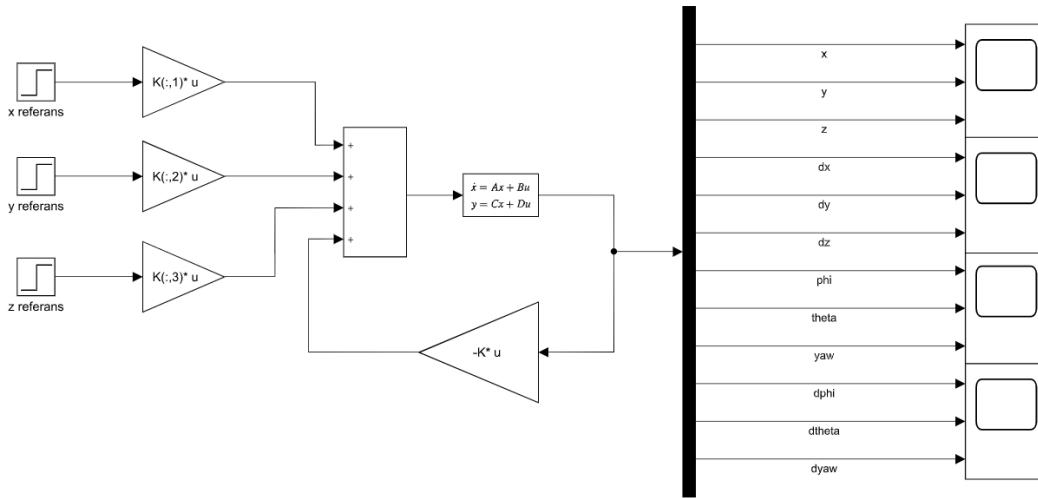 K(:,1)* u
x referans
K(:,2)* u
y referans
K(:,3)* u
z referans
+
+
+
+
ẋ = Ax + Bu
y = Cx + Du
-K* u
x
y
z
dx
dy
dz
phi
theta
yaw
dphi
dtheta
dyaw